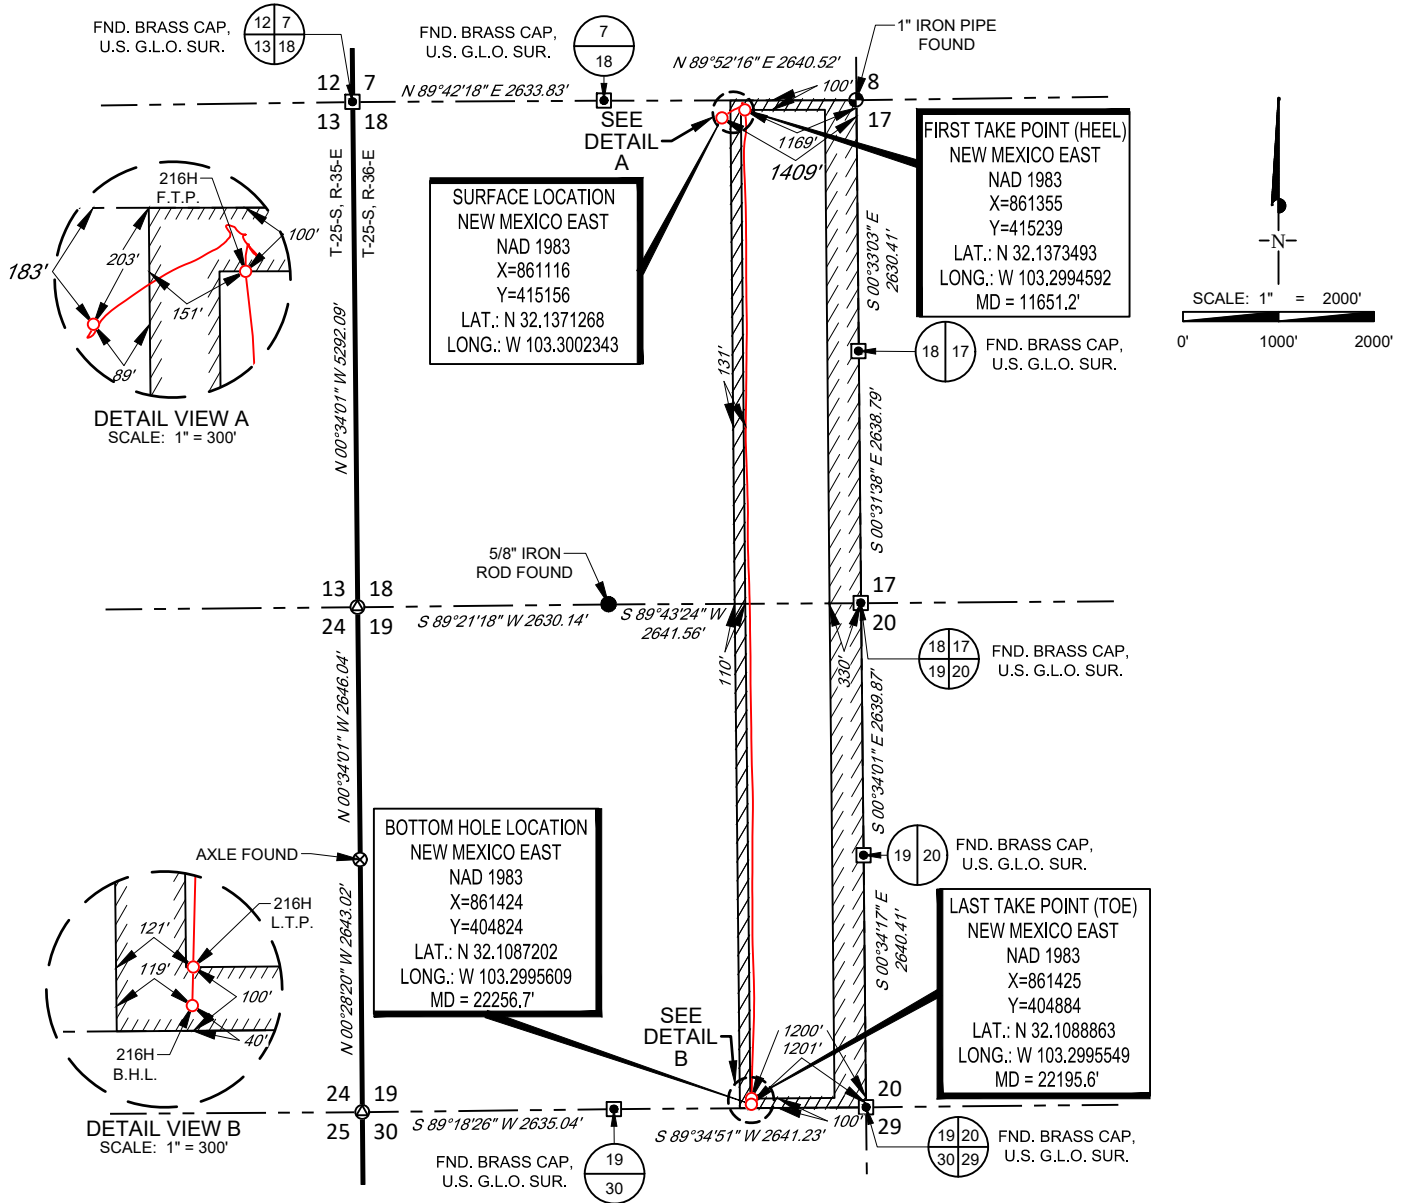 FND. BRASS CAP,
U.S. G.L.O. SUR.
12 7
13 18
FND. BRASS CAP,
U.S. G.L.O. SUR.
7
18
1" IRON PIPE
FOUND
N 89°52'16" E 2640.52'
12 7
N 89°42'18" E 2633.83'
100'
8
13 18
17
SEE
DETAIL
A
1169'
1409'
FIRST TAKE POINT (HEEL)
NEW MEXICO EAST
NAD 1983
X=861355
Y=415239
LAT.: N 32.1373493
LONG.: W 103.2994592
MD = 11651.2'
T-25-S, R-35-E
T-25-S, R-36-E
216H
F.T.P.
100'
183'
203'
151'
89'
DETAIL VIEW A
SCALE: 1" = 300'
SURFACE LOCATION
NEW MEXICO EAST
NAD 1983
X=861116
Y=415156
LAT.: N 32.1371268
LONG.: W 103.3002343
S 00°33'03" E
2630.41'
N
SCALE: 1" = 2000'
0' 1000' 2000'
18 17
FND. BRASS CAP,
U.S. G.L.O. SUR.
131'
N 00°34'01" W 5292.09'
S 00°31'38" E 2638.79'
5/8" IRON
ROD FOUND
13 18
17
24 19
S 89°21'18" W 2630.14'
S 89°43'24" W
2641.56'
20
110'
330'
18 17
19 20
FND. BRASS CAP,
U.S. G.L.O. SUR.
N 00°34'01" W 2646.04'
S 00°34'01" E 2639.87'
AXLE FOUND
19 20
FND. BRASS CAP,
U.S. G.L.O. SUR.
BOTTOM HOLE LOCATION
NEW MEXICO EAST
NAD 1983
X=861424
Y=404824
LAT.: N 32.1087202
LONG.: W 103.2995609
MD = 22256.7'
N 00°28'20" W 2643.02'
S 00°34'17" E
2640.41'
LAST TAKE POINT (TOE)
NEW MEXICO EAST
NAD 1983
X=861425
Y=404884
LAT.: N 32.1088863
LONG.: W 103.2995549
MD = 22195.6'
216H
L.T.P.
121'
119'
100'
40'
216H
B.H.L.
DETAIL VIEW B
SCALE: 1" = 300'
SEE
DETAIL
B
1200'
1201'
24 19
20
25 30
S 89°18'26" W 2635.04'
S 89°34'51" W 2641.23'
100'
29
FND. BRASS CAP,
U.S. G.L.O. SUR.
19
30
19 20
30 29
FND. BRASS CAP,
U.S. G.L.O. SUR.